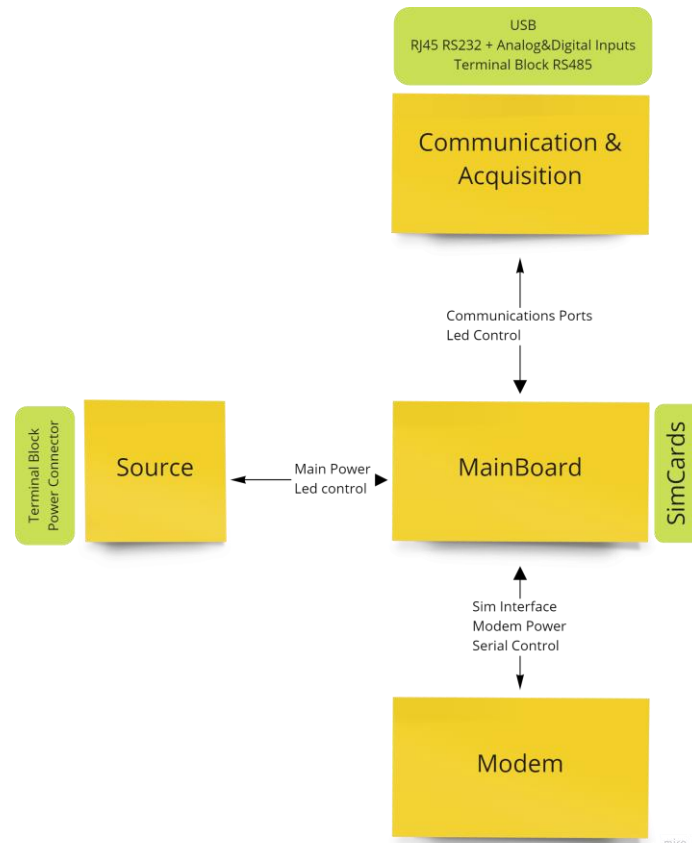 USB
RJ45 RS232 + Analog&Digital Inputs
Terminal Block RS485
Communication &
Acquisition
Communications Ports
Led Control
Terminal Block
Power Connector
Source
Main Power
Led control
MainBoard
SimCards
Sim Interface
Modem Power
Serial Control
Modem
miro